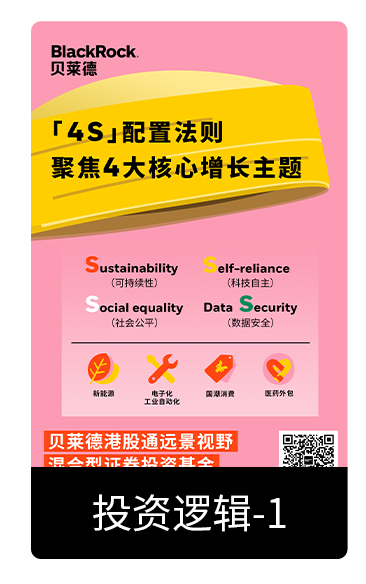 BlackRock.
贝莱德
「4S」配置法则
聚焦4大核心增长主题
Sustainability
(可持续性)
Self-reliance
(科技自主)
Social equality
(社会公平)
Data Security
(数据安全)
新能源
电子化
工业自动化
国潮消费
医药外包
贝莱德港股通远景视野
混合型证券投资基金
投资逻辑-1